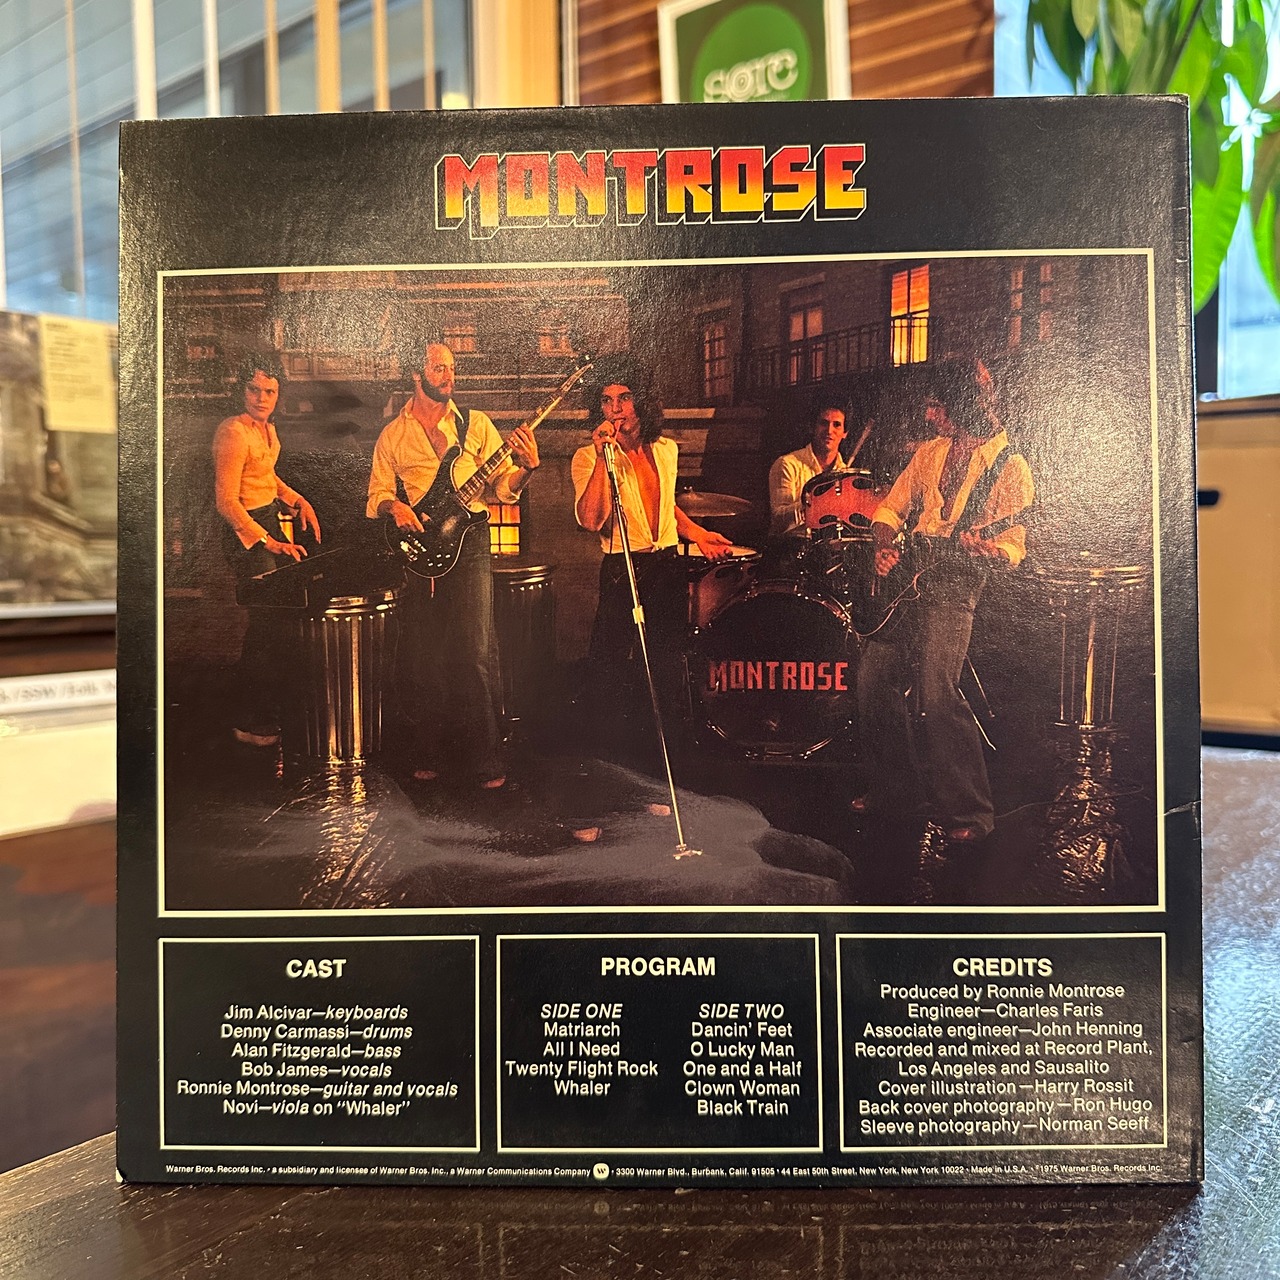 sarc
MONTROSE
MONTROSE
CAST
Jim Alcivar—keyboards
Denny Carmassi—drums
Alan Fitzgerald—bass
Bob James—vocals
Ronnie Montrose—guitar and vocals
Novi—viola on “Whaler”
PROGRAM
SIDE ONE
Matriarch
All I Need
Twenty Flight Rock
Whaler
SIDE TWO
Dancin’ Feet
O Lucky Man
One and a Half
Clown Woman
Black Train
CREDITS
Produced by Ronnie Montrose
Engineer—Charles Faris
Associate engineer—John Henning
Recorded and mixed at Record Plant,
Los Angeles and Sausalito
Cover illustration—Harry Rossit
Back cover photography—Ron Hugo
Sleeve photography—Norman Seeff
Warner Bros. Records Inc. • a subsidiary and licensee of Warner Bros. Inc., a Warner Communications Company W • 3300 Warner Blvd., Burbank, Calif. 91505 • 44 East 50th Street, New York, New York 10022 • Made in U.S.A. • ℗1975 Warner Bros. Records Inc.
/SSW/Folk